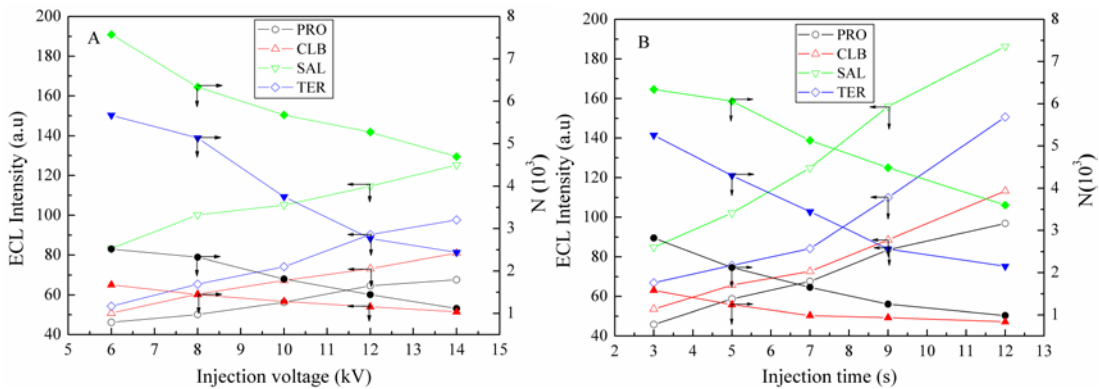 A
PRO
CLB
SAL
TER
200
180
160
140
120
100
80
60
40
ECL Intensity (a.u)
8
7
6
5
4
3
2
1
N (10³)
5 6 7 8 9 10 11 12 13 14 15
Injection voltage (kV)
B
PRO
CLB
SAL
TER
200
180
160
140
120
100
80
60
40
ECL Intensity (a.u)
8
7
6
5
4
3
2
1
N(10³)
2 3 4 5 6 7 8 9 10 11 12 13
Injection time (s)